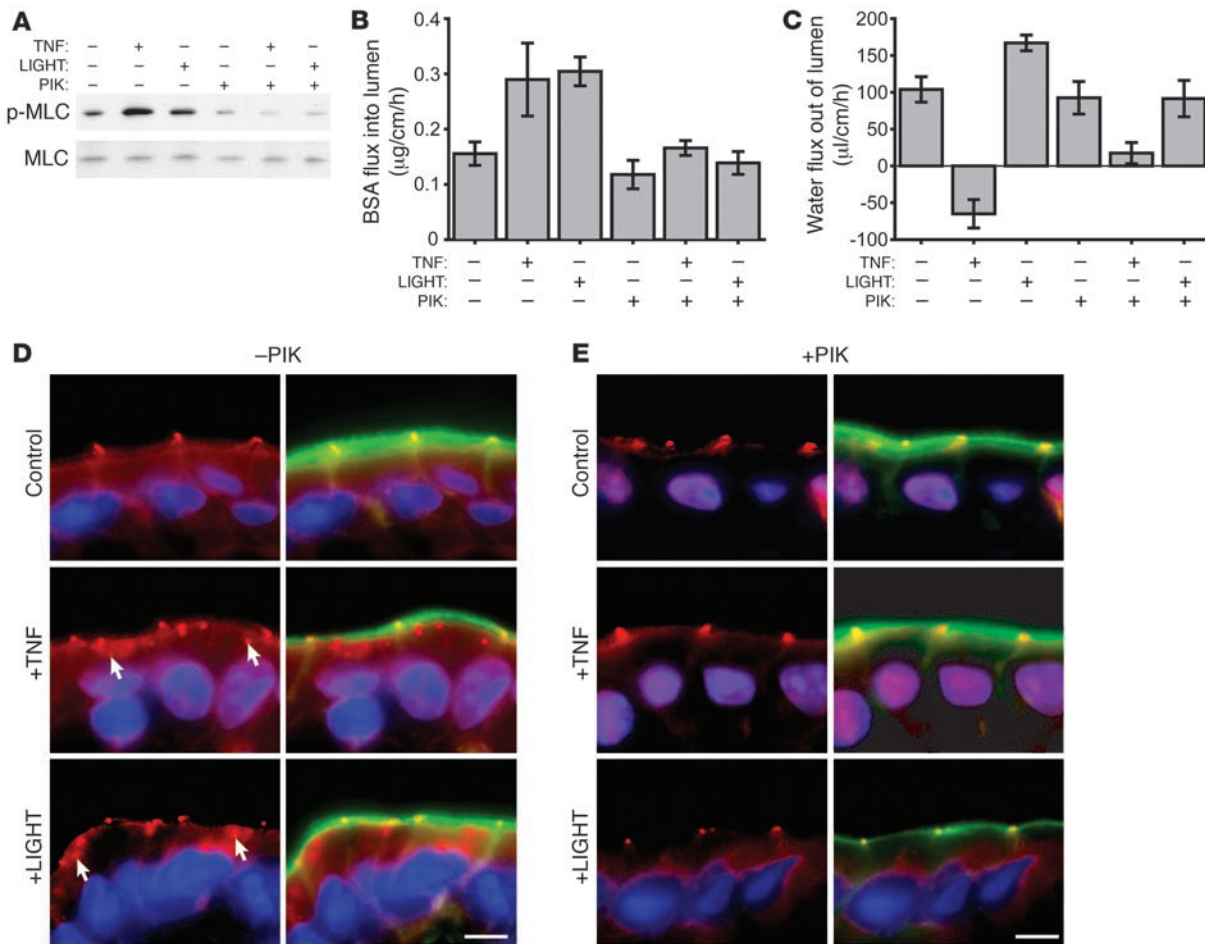 A
TNF: – + – – + –
LIGHT: – – + – – +
PIK: – – – + + +
p-MLC
MLC
B
BSA flux into lumen
(μg/cm/h)
0.4
0.3
0.2
0.1
0
TNF: – + – – + –
LIGHT: – – + – – +
PIK: – – – + + +
C
Water flux out of lumen
(μl/cm/h)
200
150
100
50
0
-50
-100
TNF: – + – – + –
LIGHT: – – + – – +
PIK: – – – + + +
D
–PIK
Control
+TNF
+LIGHT
E
+PIK
Control
+TNF
+LIGHT